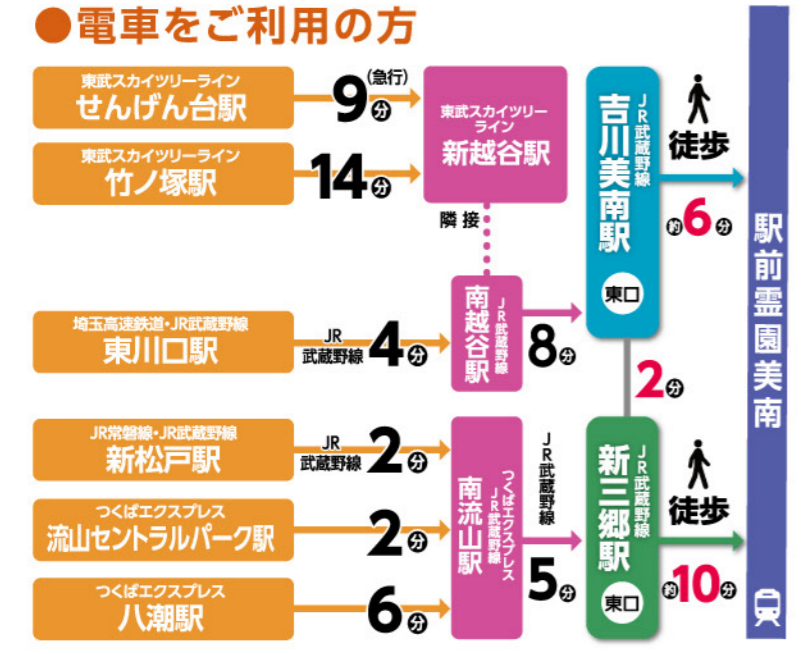 ●電車をご利用の方
東武スカイツリーライン
せんげん台駅
9分
(急行)
東武スカイツリーライン
竹ノ塚駅
14分
東武スカイツリー
ライン
新越谷駅
隣接
埼玉高速鉄道・JR武蔵野線
東川口駅
JR
武蔵野線
4分
JR武蔵野線
南越谷駅
8分
JR武蔵野線
吉川美南駅
東口
徒歩
約6分
2分
JR常磐線・JR武蔵野線
新松戸駅
JR
武蔵野線
2分
つくばエクスプレス
流山セントラルパーク駅
2分
つくばエクスプレス
八潮駅
6分
つくばエクスプレス
JR武蔵野線
南流山駅
JR武蔵野線
5分
JR武蔵野線
新三郷駅
東口
徒歩
約10分
駅前霊園美南